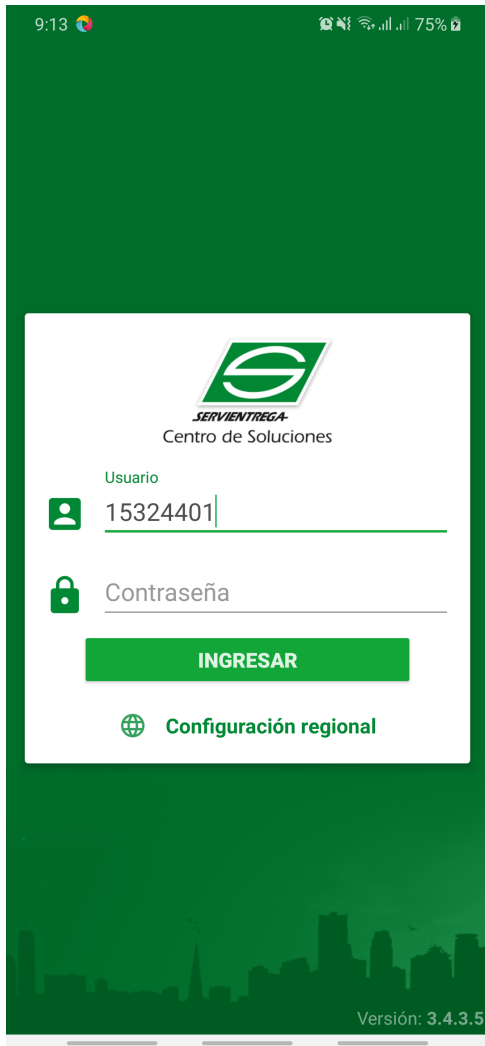 9:13
75%
SERVIENTREGA
Centro de Soluciones
Usuario
15324401
Contraseña
INGRESAR
Configuración regional
Versión: 3.4.3.5